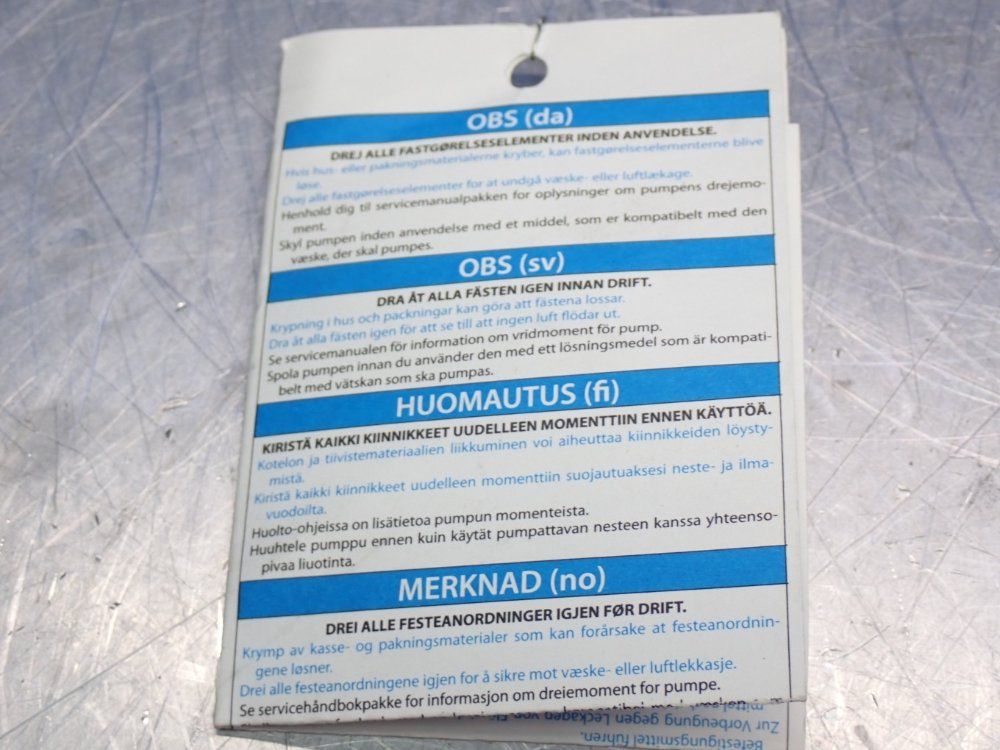 OBS (da)
DREJ ALLE FASTGØRELSESELEMENTER INDEN ANVENDELSE.
Hvis hus- eller pakningsmaterialerne kryber, kan fastgørelseselementerne blive
løse.
Drej alle fastgørelseselementer for at undgå væske- eller luftlækage.
Henhold dig til servicemanualpakken for oplysninger om pumpens drejemo-
ment.
Skyl pumpen inden anvendelse med et middel, som er kompatibelt med den
væske, der skal pumpes.
OBS (sv)
DRA ÅT ALLA FÄSTEN IGEN INNAN DRIFT.
Krypning i hus och packningar kan göra att fästena lossar.
Dra åt alla fästen igen för att se till att ingen luft flödar ut.
Se servicemanualen för information om vridmoment för pump.
Spola pumpen innan du använder den med ett lösningsmedel som är kompati-
belt med vätskan som ska pumpas.
HUOMAUTUS (fi)
KIRISTÄ KAIKKI KIINNIKKEET UUDELLEEN MOMENTTIIN ENNEN KÄYTTÖÄ.
Kotelon ja tiivistemateriaalien liikkuminen voi aiheuttaa kiinnikkeiden löysty-
mistä.
Kiristä kaikki kiinnikkeet uudelleen momenttiin suojautuaksesi neste- ja ilma-
vuodoilta.
Huolto-ohjeissa on lisätietoa pumpun momenteista.
Huuhtele pumppu ennen kuin käytät pumpattavan nesteen kanssa yhteenso-
pivaa liuotinta.
MERKNAD (no)
DREI ALLE FESTEANORDNINGER IGJEN FØR DRIFT.
Krymp av kasse- og pakningsmaterialer som kan forårsake at festeanordnin-
gene løsner.
Drei alle festeanordningene igjen for å sikre mot væske- eller luftlekkasje.
Se servicehåndbokpakke for informasjon om dreiemoment for pumpe.
Zur Vorbeugung gegen Leckagen von
Befestigungsmittel führen.